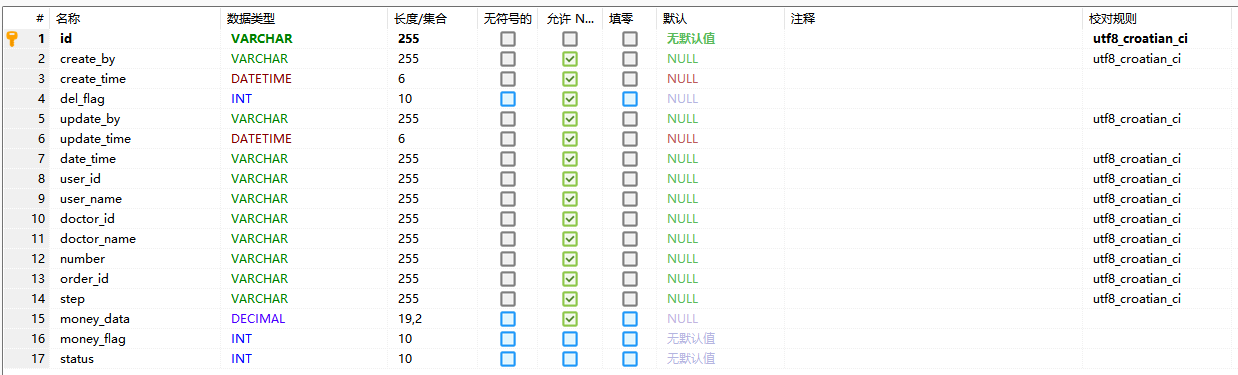 # 名称 数据类型 长度/集合 无符号的 允许 N... 填零 默认 注释 校对规则
1 id VARCHAR 255 无默认值 utf8_croatian_ci
2 create_by VARCHAR 255 NULL utf8_croatian_ci
3 create_time DATETIME 6 NULL
4 del_flag INT 10 NULL
5 update_by VARCHAR 255 NULL utf8_croatian_ci
6 update_time DATETIME 6 NULL
7 date_time VARCHAR 255 NULL utf8_croatian_ci
8 user_id VARCHAR 255 NULL utf8_croatian_ci
9 user_name VARCHAR 255 NULL utf8_croatian_ci
10 doctor_id VARCHAR 255 NULL utf8_croatian_ci
11 doctor_name VARCHAR 255 NULL utf8_croatian_ci
12 number VARCHAR 255 NULL utf8_croatian_ci
13 order_id VARCHAR 255 NULL utf8_croatian_ci
14 step VARCHAR 255 NULL utf8_croatian_ci
15 money_data DECIMAL 19,2 NULL
16 money_flag INT 10 无默认值
17 status INT 10 无默认值